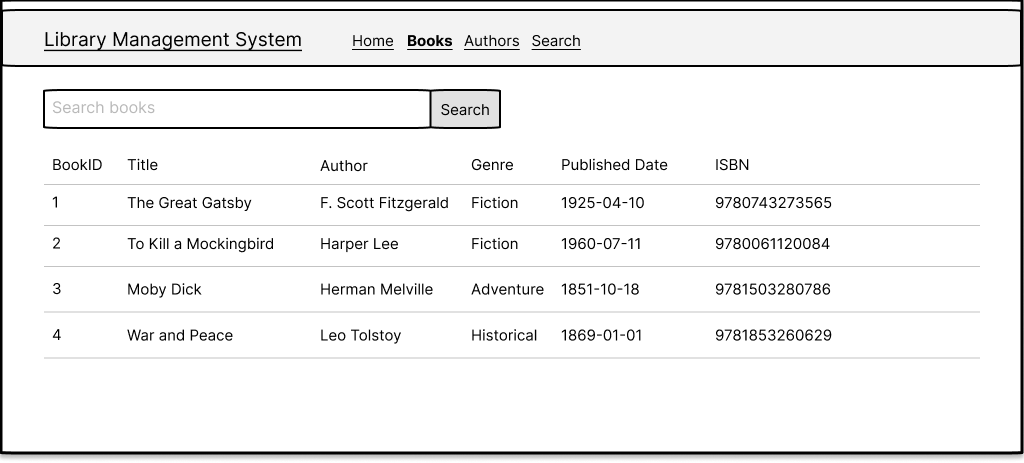 Library Management System Home Books Authors Search
Search books Search
BookID Title Author Genre Published Date ISBN
1 The Great Gatsby F. Scott Fitzgerald Fiction 1925-04-10 9780743273565
2 To Kill a Mockingbird Harper Lee Fiction 1960-07-11 9780061120084
3 Moby Dick Herman Melville Adventure 1851-10-18 9781503280786
4 War and Peace Leo Tolstoy Historical 1869-01-01 9781853260629